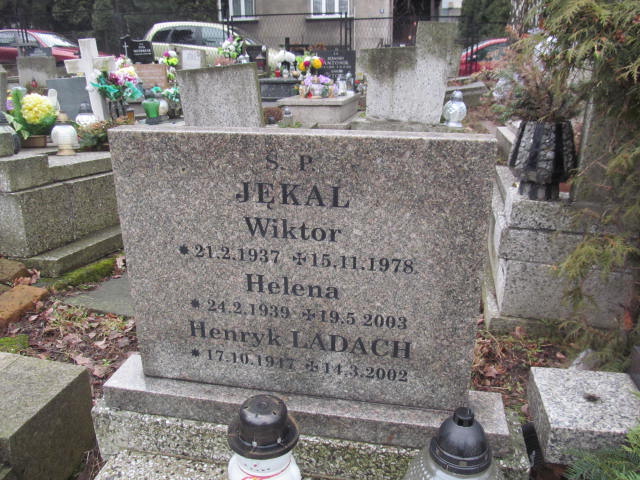 S. P.
JĘKAL
Wiktor
*21.2.1937 ✢15.11.1978
Helena
*24.2.1939 ✢19.5 2003
Henryk LADACH
*17.10.1947 ✢14.3.2002
ANTONIK